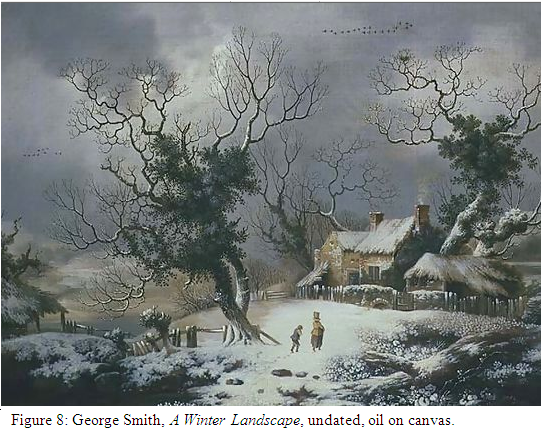 Figure 8: George Smith, A Winter Landscape, undated, oil on canvas.